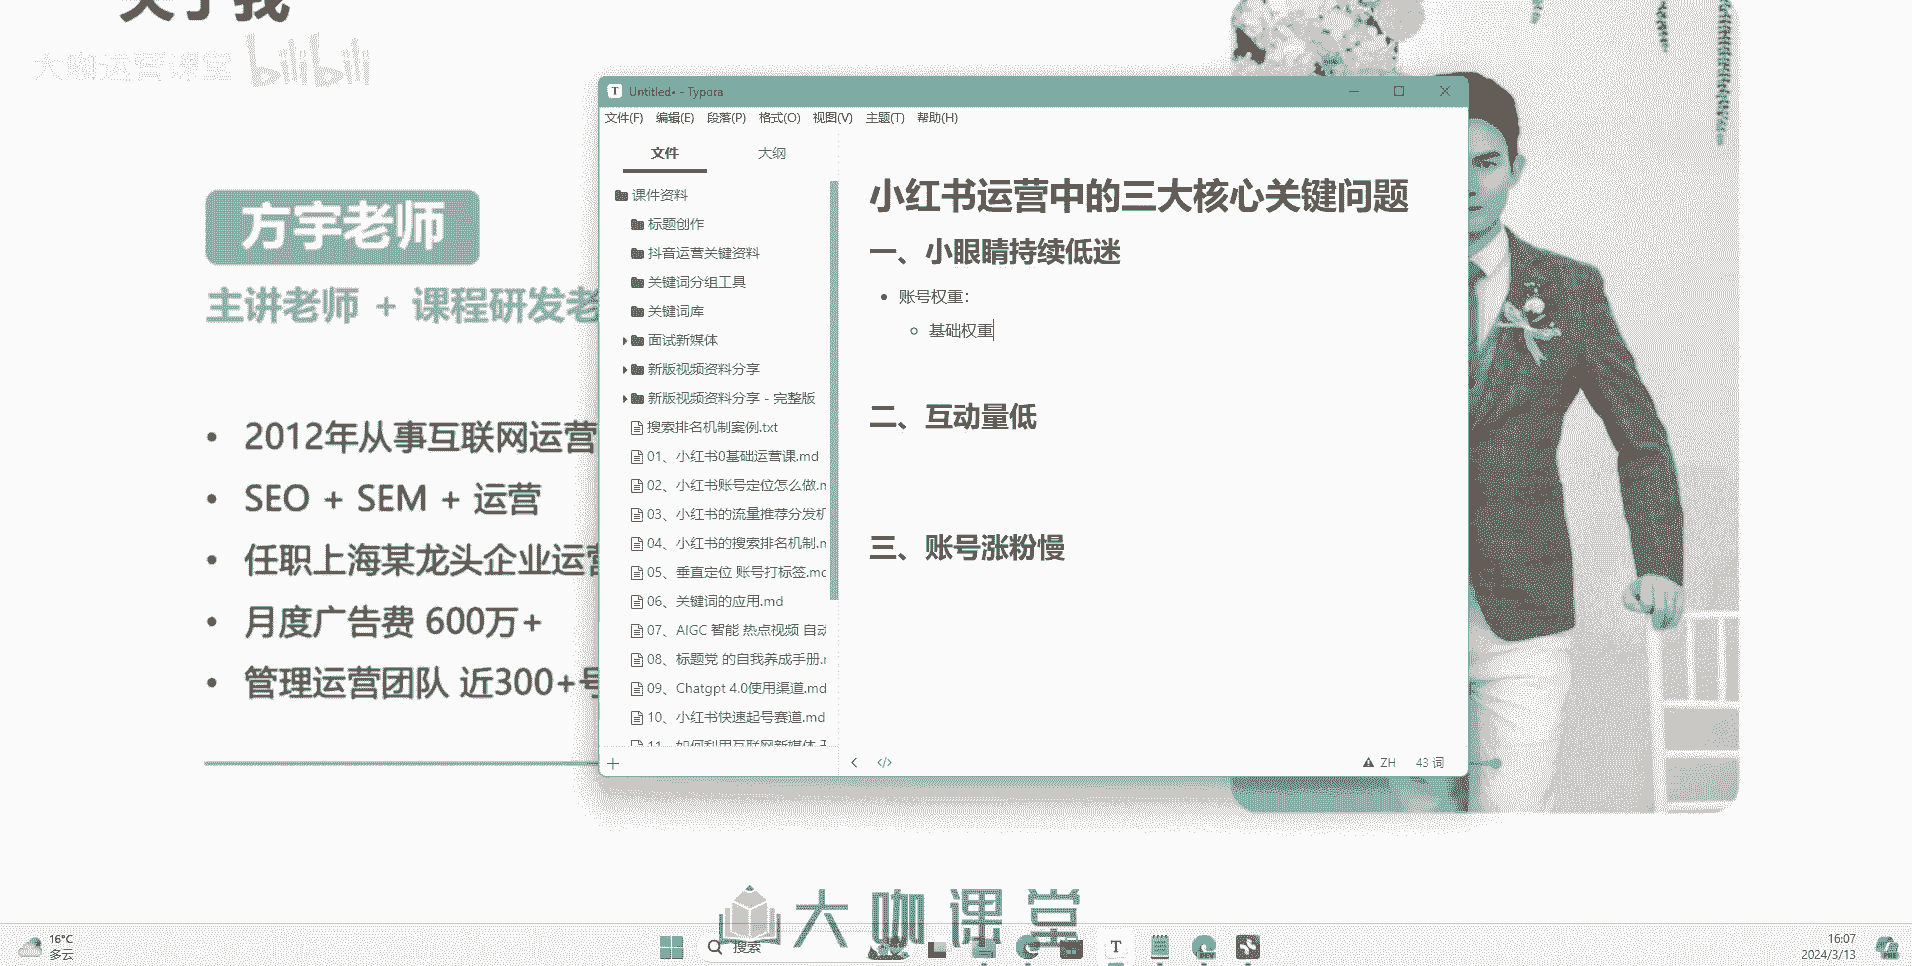 关于我
大咖运营课堂 bilibili
方宇老师
主讲老师 + 课程研发老
2012年从事互联网运营
SEO + SEM + 运营
任职上海某龙头企业运营
月度广告费 600万+
管理运营团队 近300+号
Untitled• - Typora
文件(F) 编辑(E) 段落(P) 格式(O) 视图(V) 主题(T) 帮助(H)
文件 大纲
课件资料
标题创作
抖音运营关键资料
关键词分组工具
关键词库
面试新媒体
新版视频资料分享
新版视频资料分享 - 完整版
搜索排名机制案例.txt
01、小红书0基础运营课.md
02、小红书账号定位怎么做.m
03、小红书的流量推荐分发机
04、小红书的搜索排名机制.m
05、垂直定位 账号打标签.md
06、关键词的应用.md
07、AIGC 智能 热点视频 自动
08、标题党 的自我养成手册.m
09、Chatgpt 4.0使用渠道.md
10、小红书快速起号赛道.md
11、如何利用互联网新媒体
小红书运营中的三大核心关键问题
一、小眼睛持续低迷
账号权重：
基础权重
二、互动量低
三、账号涨粉慢
</> ZH 43 词
大咖课堂
16°C
多云
搜索
T
DEV
16:07
2024/3/13
PRE